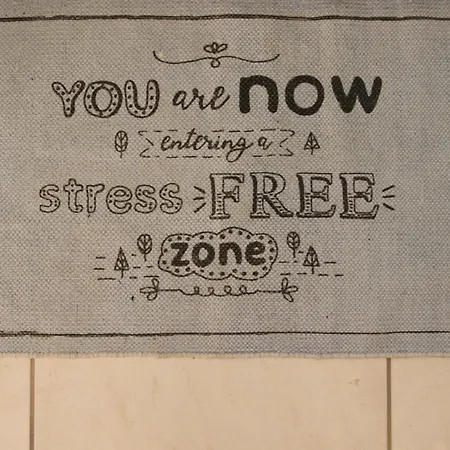 YOU are NOW
entering a
stress FREE
zone